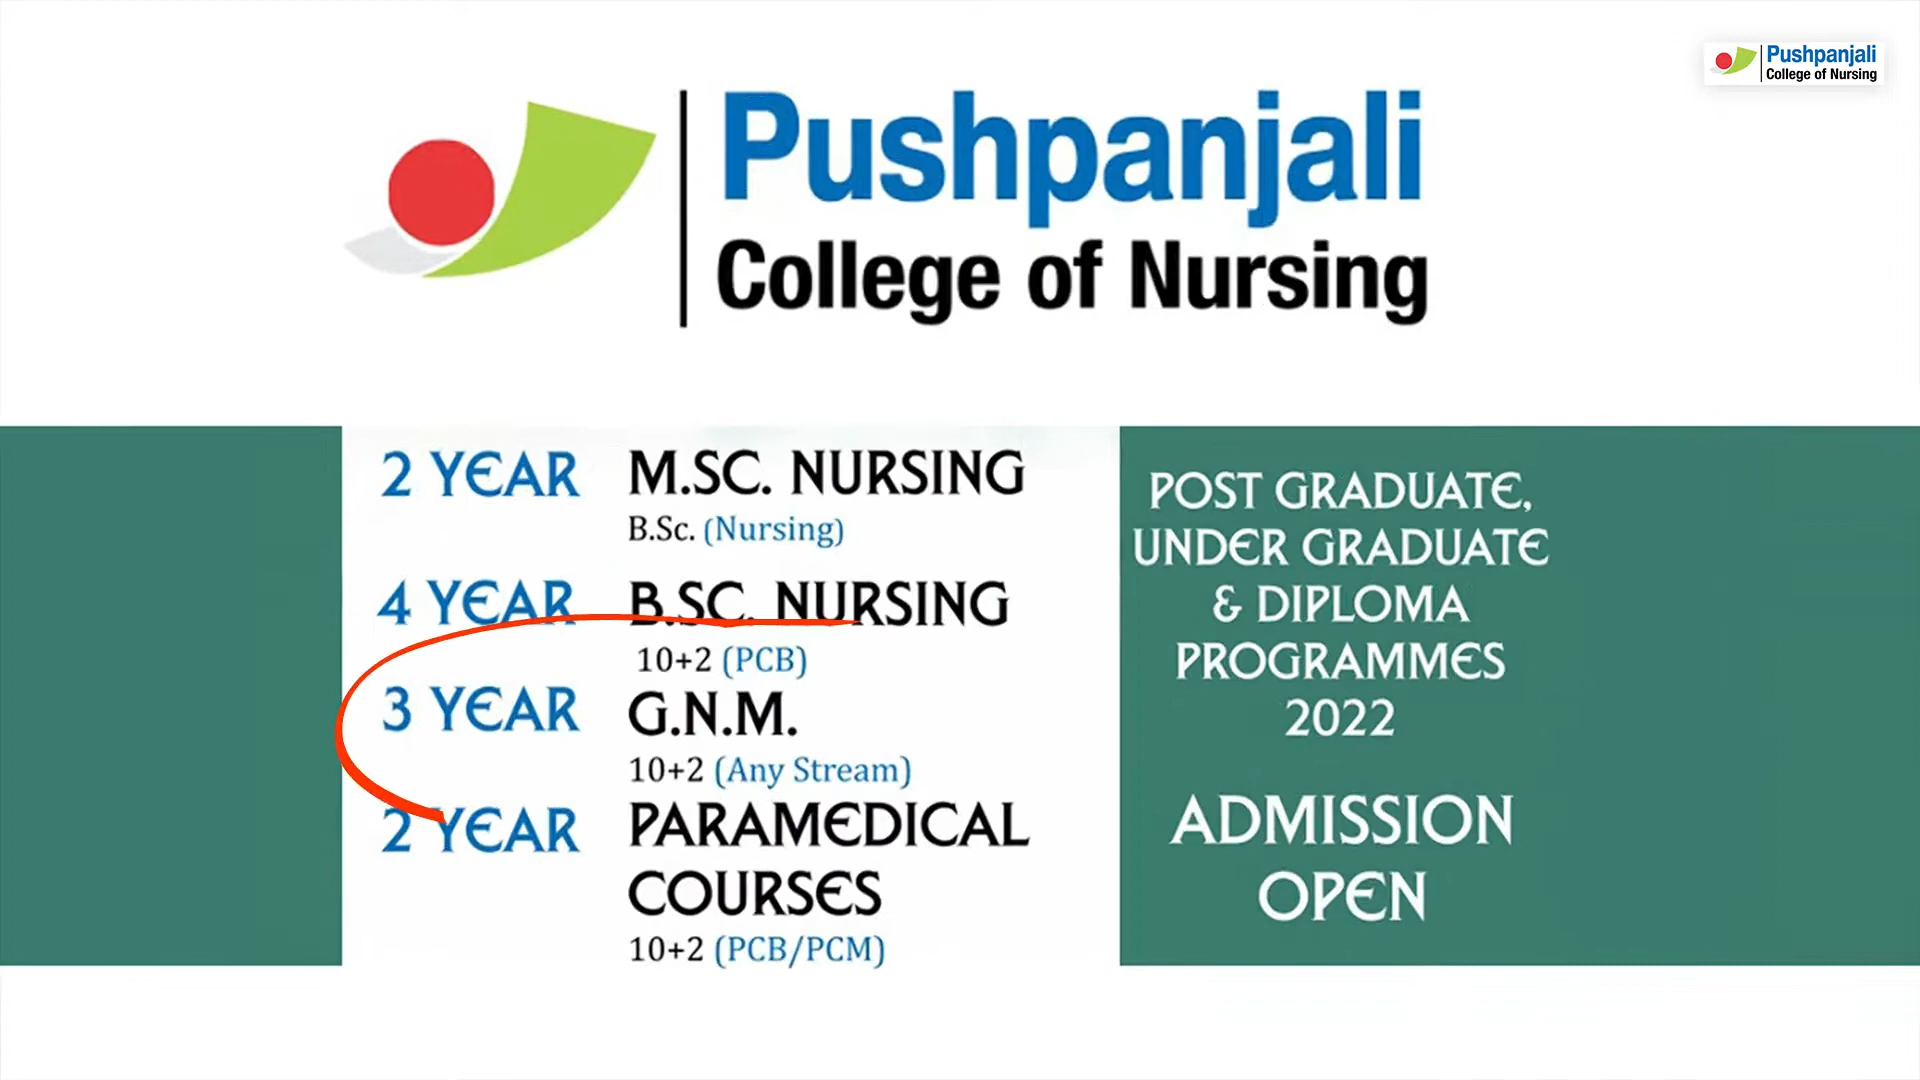 Pushpanjali
College of Nursing
Pushpanjali
College of Nursing
2 YEAR M.SC. NURSING
B.Sc. (Nursing)
4 YEAR B.SC. NURSING
10+2 (PCB)
3 YEAR G.N.M.
10+2 (Any Stream)
2 YEAR PARAMEDICAL
COURSES
10+2 (PCB/PCM)
POST GRADUATE,
UNDER GRADUATE
& DIPLOMA
PROGRAMMES
2022
ADMISSION
OPEN